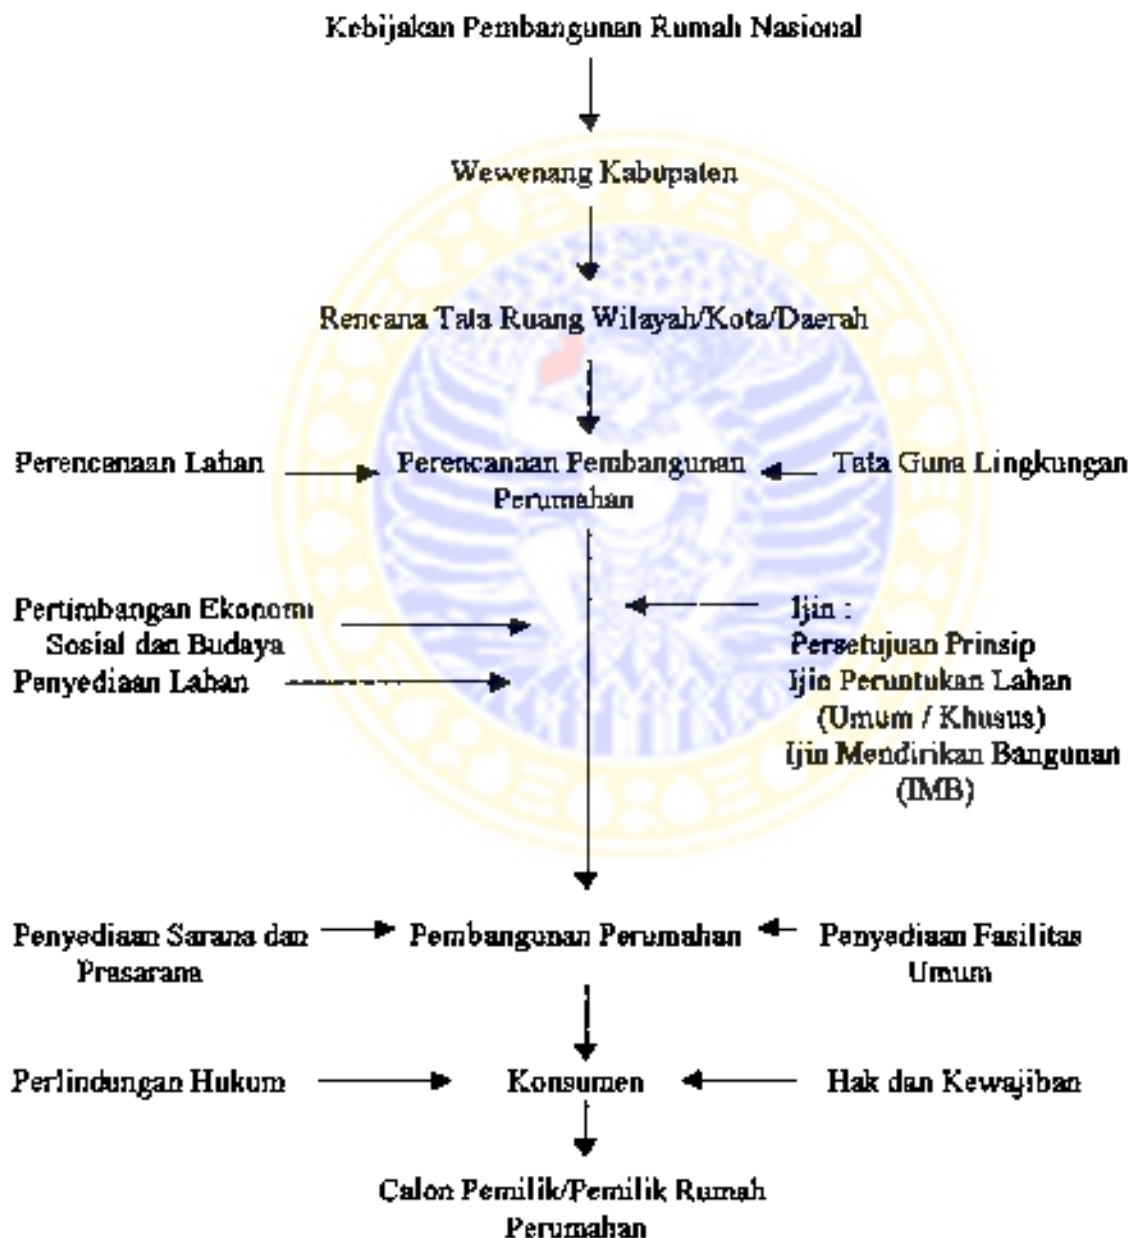 Kebijakan Pembangunan Rumah Nasional
Wewenang Kabupaten
Rencana Tata Ruang Wilayah/Kota/Daerah
Perencanaan Lahan
Perencanaan Pembangunan
Perumahan
Tata Guna Lingkungan
Pertimbangan Ekonomi
Sosial dan Budaya
Penyediaan Lahan
Ijin :
Persetujuan Prinsip
Ijin Peruntukan Lahan
(Umum / Khusus)
Ijin Mendirikan Bangunan
(IMB)
Penyediaan Sarana dan
Prasarana
Pembangunan Perumahan
Penyediaan Fasilitas
Umum
Perlindungan Hukum
Konsumen
Hak dan Kewajiban
Calon Pemilik/Pemilik Rumah
Perumahan